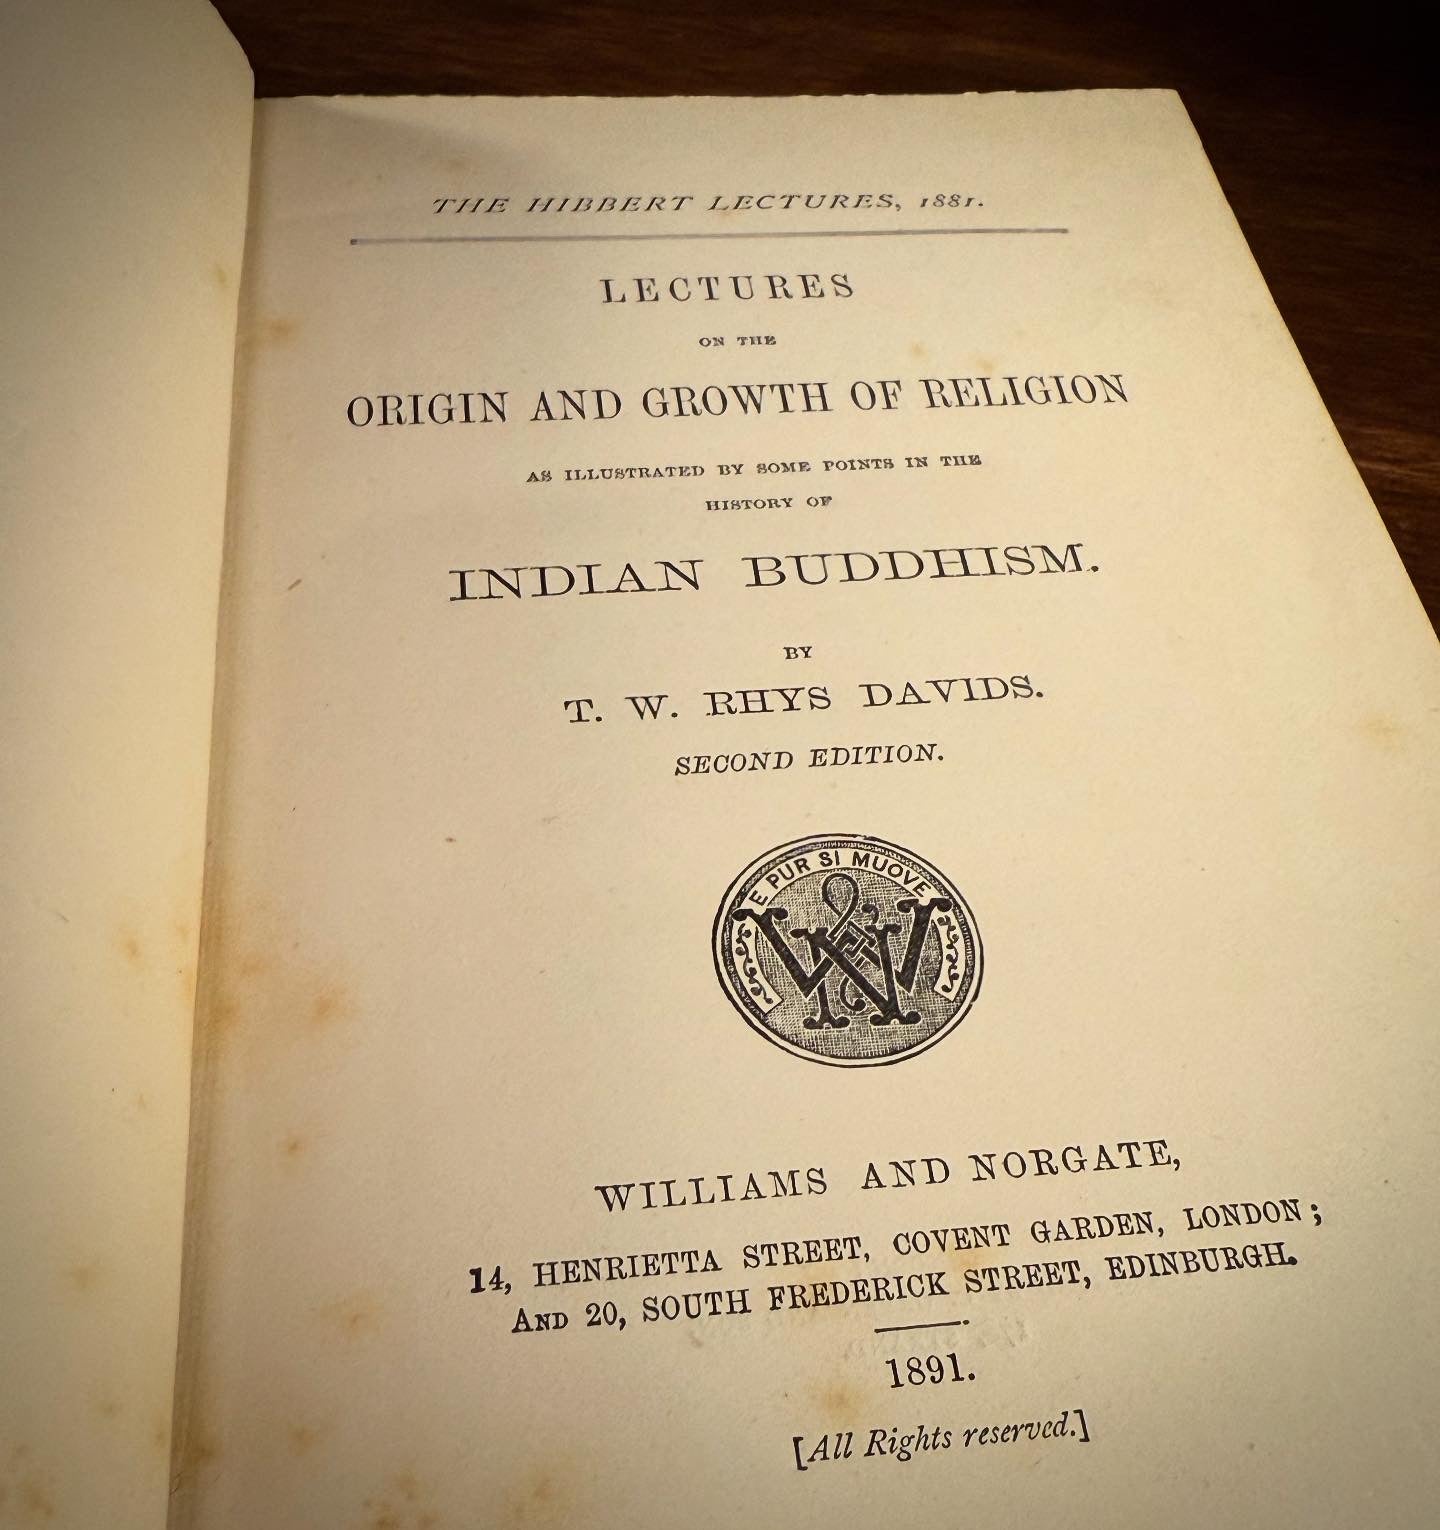 THE HIBBERT LECTURES, 1881.
LECTURES
ON THE
ORIGIN AND GROWTH OF RELIGION
AS ILLUSTRATED BY SOME POINTS IN THE
HISTORY OF
INDIAN BUDDHISM.
BY
T. W. RHYS DAVIDS.
SECOND EDITION.
E PUR SI MUOVE
W N
WILLIAMS AND NORGATE,
14, HENRIETTA STREET, COVENT GARDEN, LONDON;
AND 20, SOUTH FREDERICK STREET, EDINBURGH.
1891.
[All Rights reserved.]